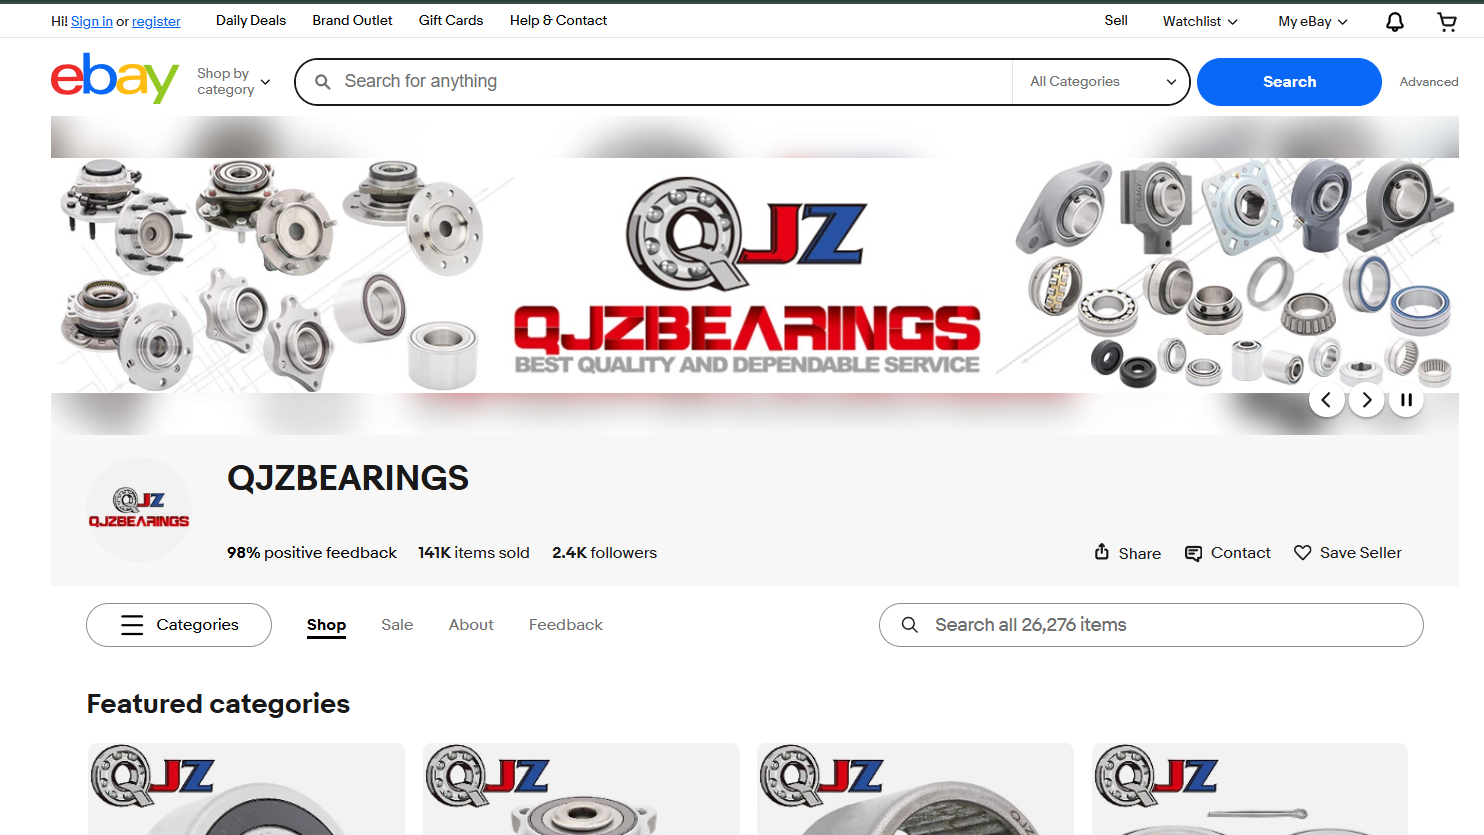 Hi! Sign in or register
Daily Deals
Brand Outlet
Gift Cards
Help & Contact
Sell
Watchlist
My eBay
ebay
Shop by
category
Search for anything
All Categories
Search
Advanced
QJZ
QJZBEARINGS
BEST QUALITY AND DEPENDABLE SERVICE
QJZ
QJZBEARINGS
QJZBEARINGS
98% positive feedback
141K items sold
2.4K followers
Share
Contact
Save Seller
Categories
Shop
Sale
About
Feedback
Search all 26,276 items
Featured categories
QJZ
QJZ
QJZ
QJZ